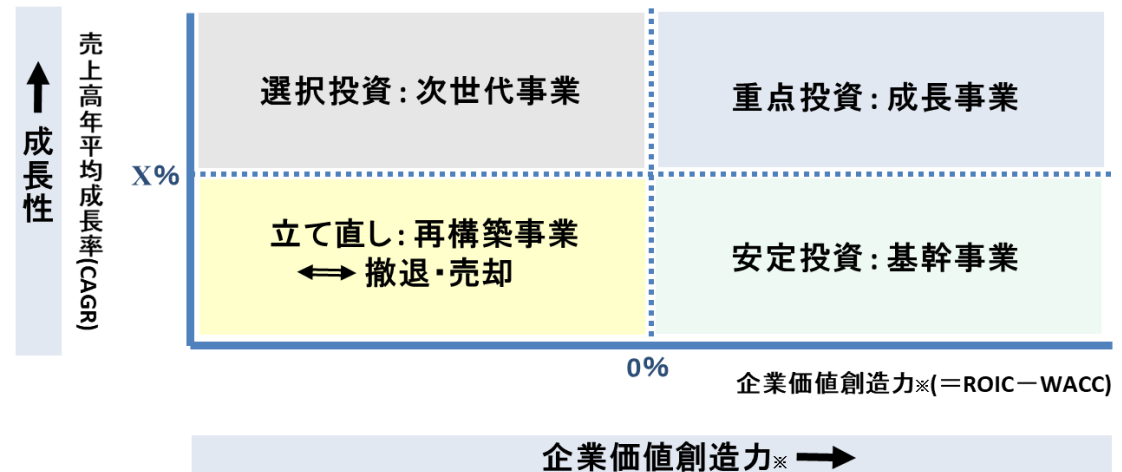 成長性
売上高年平均成長率(CAGR)
選択投資:次世代事業
重点投資:成長事業
X%
立て直し:再構築事業
⟺ 撤退・売却
安定投資:基幹事業
0%
企業価値創造力※(=ROIC-WACC)
企業価値創造力※